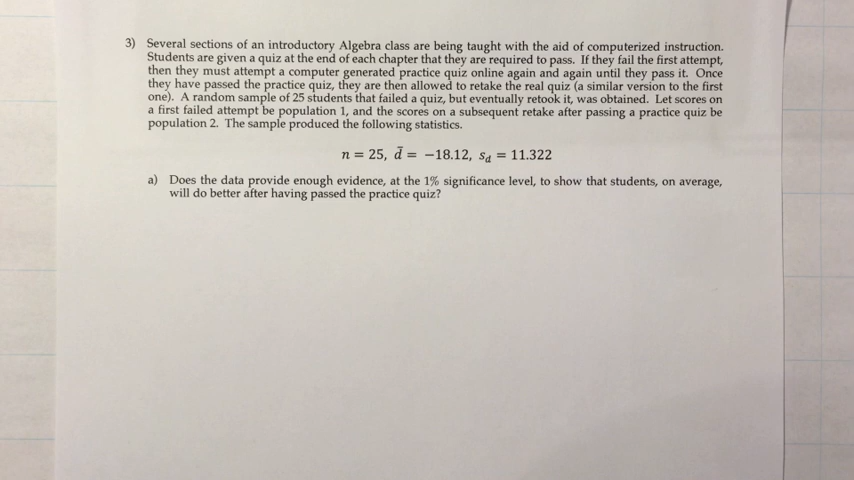 3) Several sections of an introductory Algebra class are being taught with the aid of computerized instruction.
Students are given a quiz at the end of each chapter that they are required to pass. If they fail the first attempt,
then they must attempt a computer generated practice quiz online again and again until they pass it. Once
they have passed the practice quiz, they are then allowed to retake the real quiz (a similar version to the first
one). A random sample of 25 students that failed a quiz, but eventually retook it, was obtained. Let scores on
a first failed attempt be population 1, and the scores on a subsequent retake after passing a practice quiz be
population 2. The sample produced the following statistics.
n = 25, d̄ = −18.12, s_d = 11.322
a) Does the data provide enough evidence, at the 1% significance level, to show that students, on average,
will do better after having passed the practice quiz?